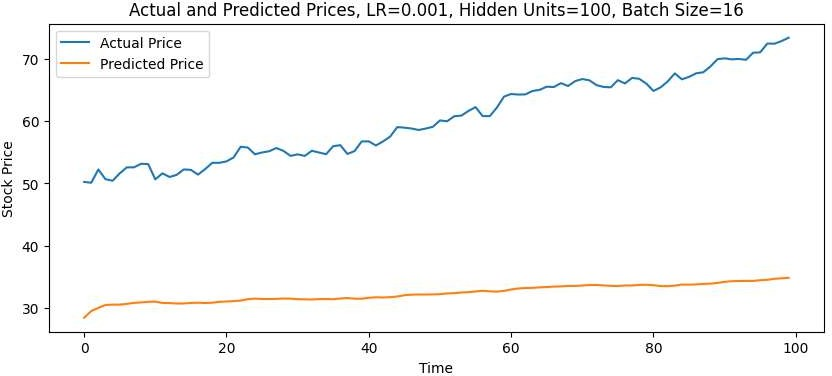 Actual and Predicted Prices, LR=0.001, Hidden Units=100, Batch Size=16
Actual Price
Predicted Price
Stock Price
70
60
50
40
30
0 20 40 60 80 100
Time